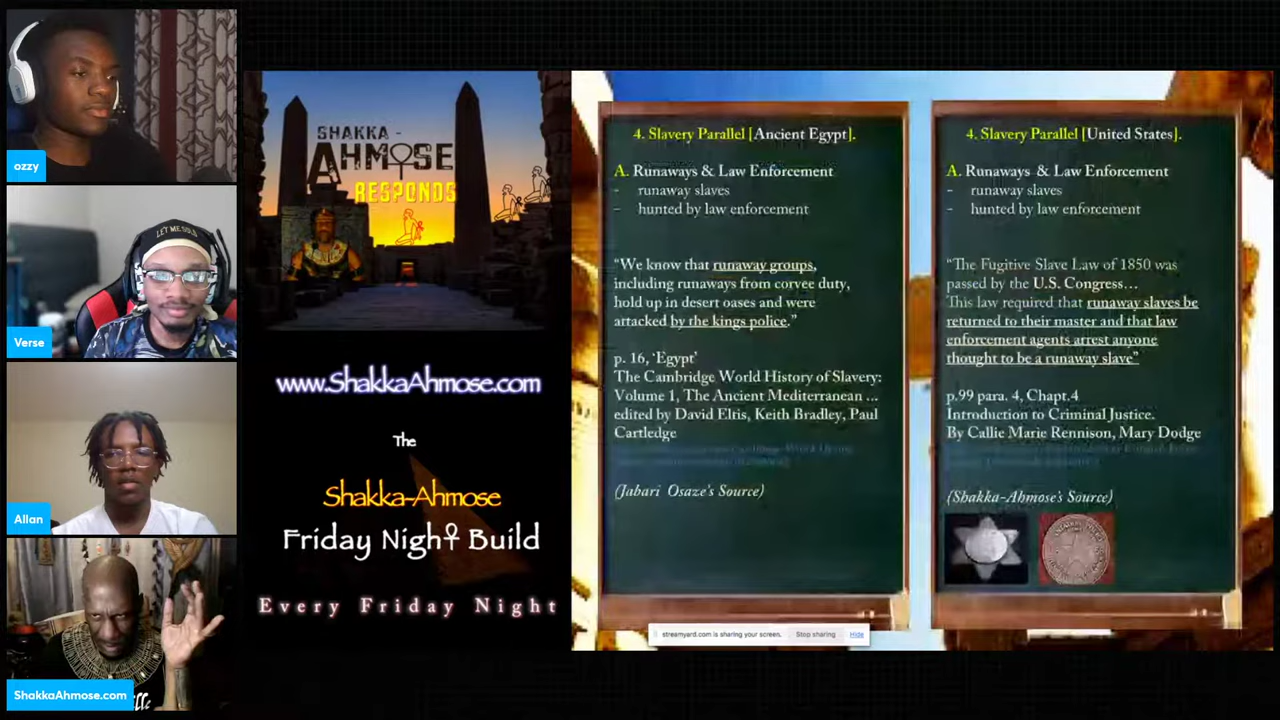 ozzy
LET ME SOLO
Verse
Allan
ShakkaAhmose.com
SHAKKA -
AHMOSE
RESPONDS
www.ShakkaAhmose.com
The
Shakka-Ahmose
Friday Night Build
Every Friday Night
4. Slavery Parallel [Ancient Egypt].
A. Runaways & Law Enforcement
- runaway slaves
- hunted by law enforcement
“We know that runaway groups,
including runaways from corvee duty,
hold up in desert oases and were
attacked by the kings police.”
p. 16, ‘Egypt’
The Cambridge World History of Slavery:
Volume 1, The Ancient Mediterranean ...
edited by David Eltis, Keith Bradley, Paul
Cartledge
(Jabari Osaze's Source)
4. Slavery Parallel [United States].
A. Runaways & Law Enforcement
- runaway slaves
- hunted by law enforcement
“The Fugitive Slave Law of 1850 was
passed by the U.S. Congress…
This law required that runaway slaves be
returned to their master and that law
enforcement agents arrest anyone
thought to be a runaway slave”
p.99 para. 4, Chapt.4
Introduction to Criminal Justice.
By Callie Marie Rennison, Mary Dodge
(Shakka-Ahmose's Source)
streamyard.com is sharing your screen.
Stop sharing
Hide